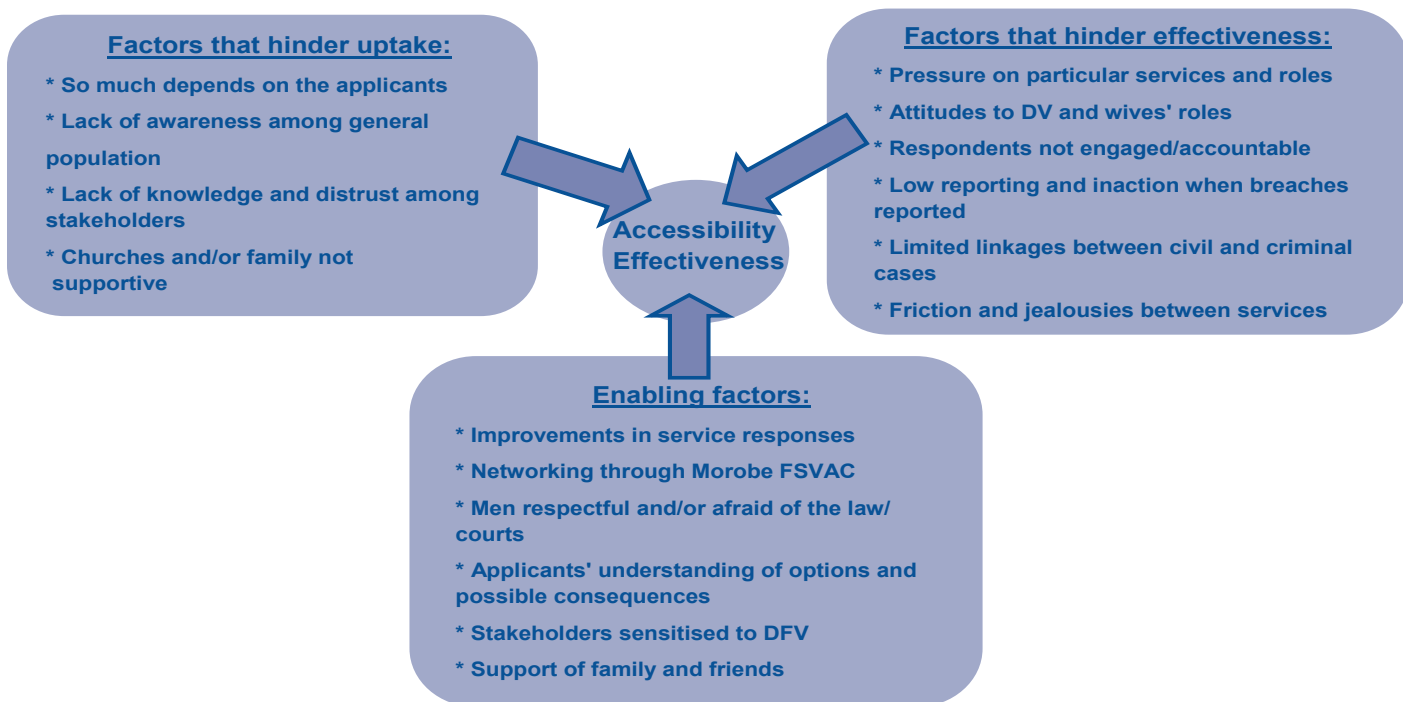 Factors that hinder uptake:
* So much depends on the applicants
* Lack of awareness among general
population
* Lack of knowledge and distrust among
stakeholders
* Churches and/or family not
supportive
Factors that hinder effectiveness:
* Pressure on particular services and roles
* Attitudes to DV and wives' roles
* Respondents not engaged/accountable
* Low reporting and inaction when breaches
reported
* Limited linkages between civil and criminal
cases
* Friction and jealousies between services
Accessibility
Effectiveness
Enabling factors:
* Improvements in service responses
* Networking through Morobe FSVAC
* Men respectful and/or afraid of the law/
courts
* Applicants' understanding of options and
possible consequences
* Stakeholders sensitised to DFV
* Support of family and friends